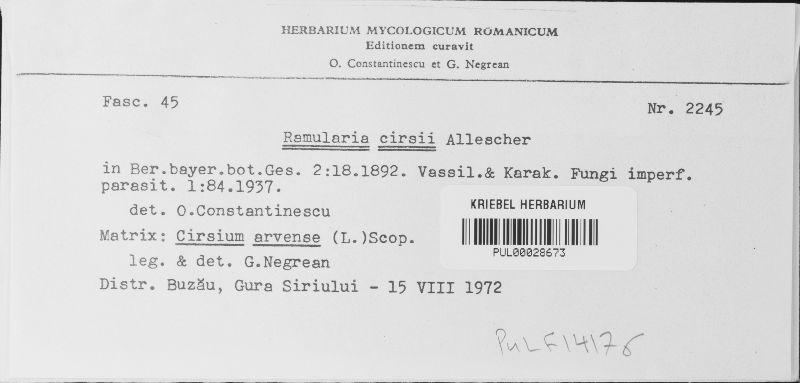 HERBARIUM MYCOLOGICUM ROMANICUM
Editionem curavit
O. Constantinescu et G. Negrean
Fasc. 45
Nr. 2245
Ramularia cirsii Allescher
in Ber.bayer.bot.Ges. 2:18.1892. Vassil.& Karak. Fungi imperf.
parasit. 1:84.1937.
det. O.Constantinescu
Matrix: Cirsium arvense (L.)Scop.
leg. & det. G.Negrean
Distr. Buzău, Gura Siriului - 15 VIII 1972
KRIEBEL HERBARIUM
PUL00028673
PULF14176